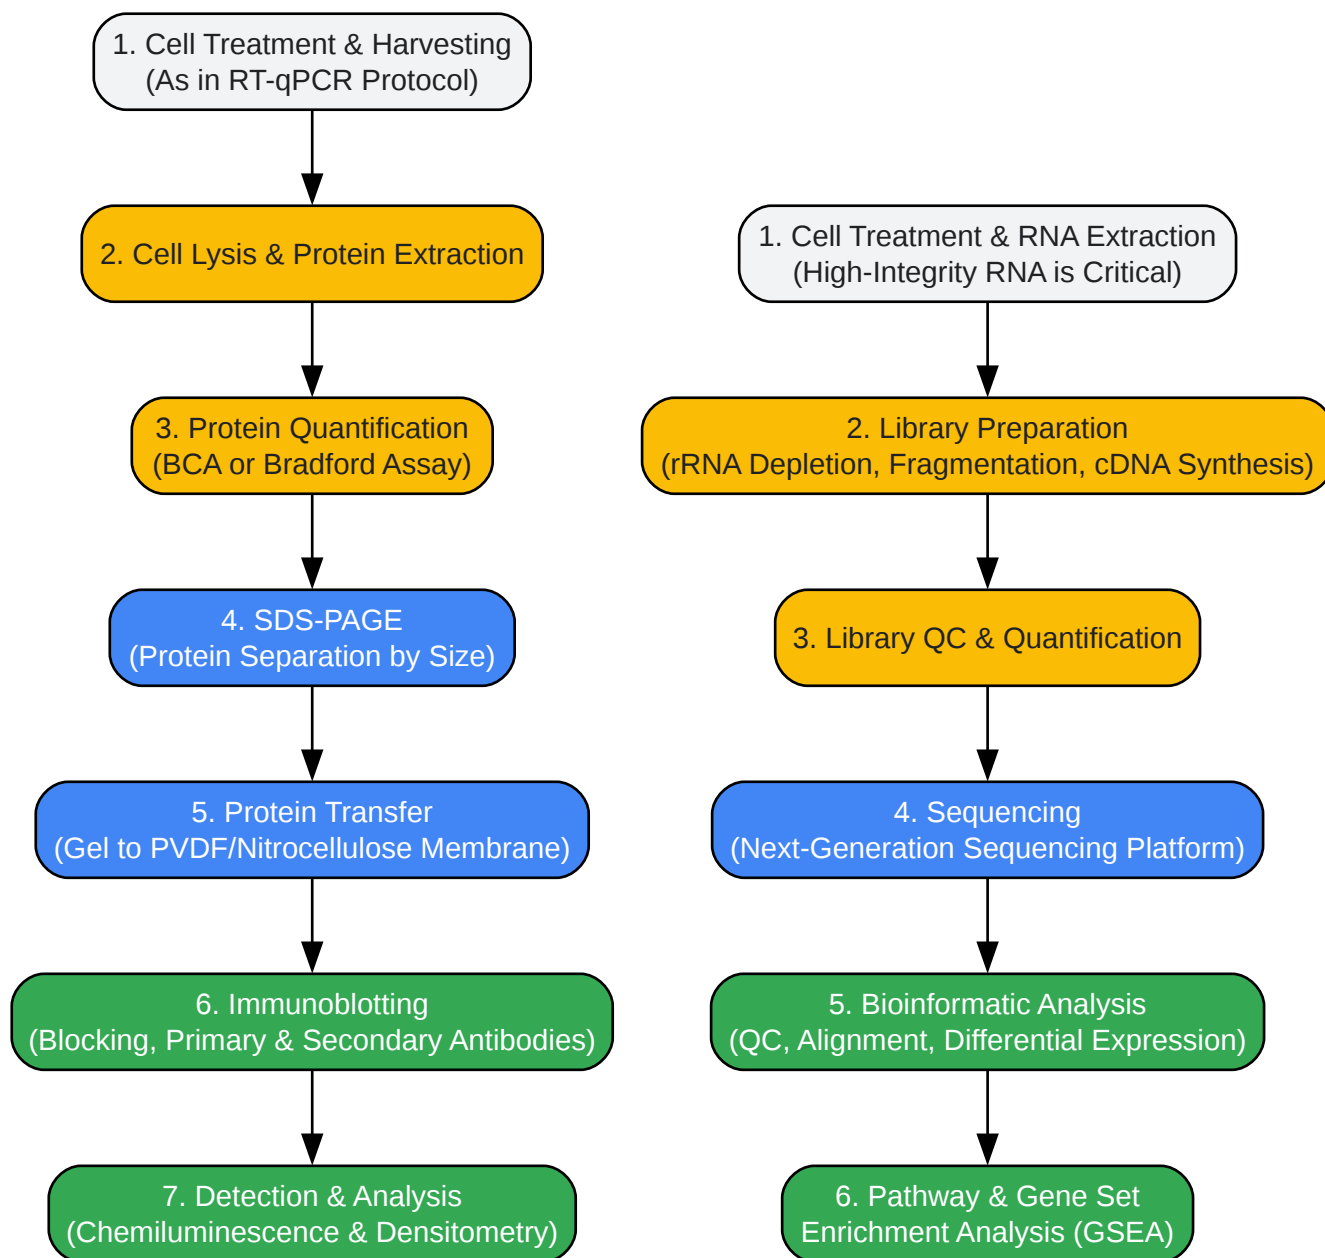 1. Cell Treatment & Harvesting
(As in RT-qPCR Protocol)
2. Cell Lysis & Protein Extraction
3. Protein Quantification
(BCA or Bradford Assay)
4. SDS-PAGE
(Protein Separation by Size)
5. Protein Transfer
(Gel to PVDF/Nitrocellulose Membrane)
6. Immunoblotting
(Blocking, Primary & Secondary Antibodies)
7. Detection & Analysis
(Chemiluminescence & Densitometry)
1. Cell Treatment & RNA Extraction
(High-Integrity RNA is Critical)
2. Library Preparation
(rRNA Depletion, Fragmentation, cDNA Synthesis)
3. Library QC & Quantification
4. Sequencing
(Next-Generation Sequencing Platform)
5. Bioinformatic Analysis
(QC, Alignment, Differential Expression)
6. Pathway & Gene Set
Enrichment Analysis (GSEA)